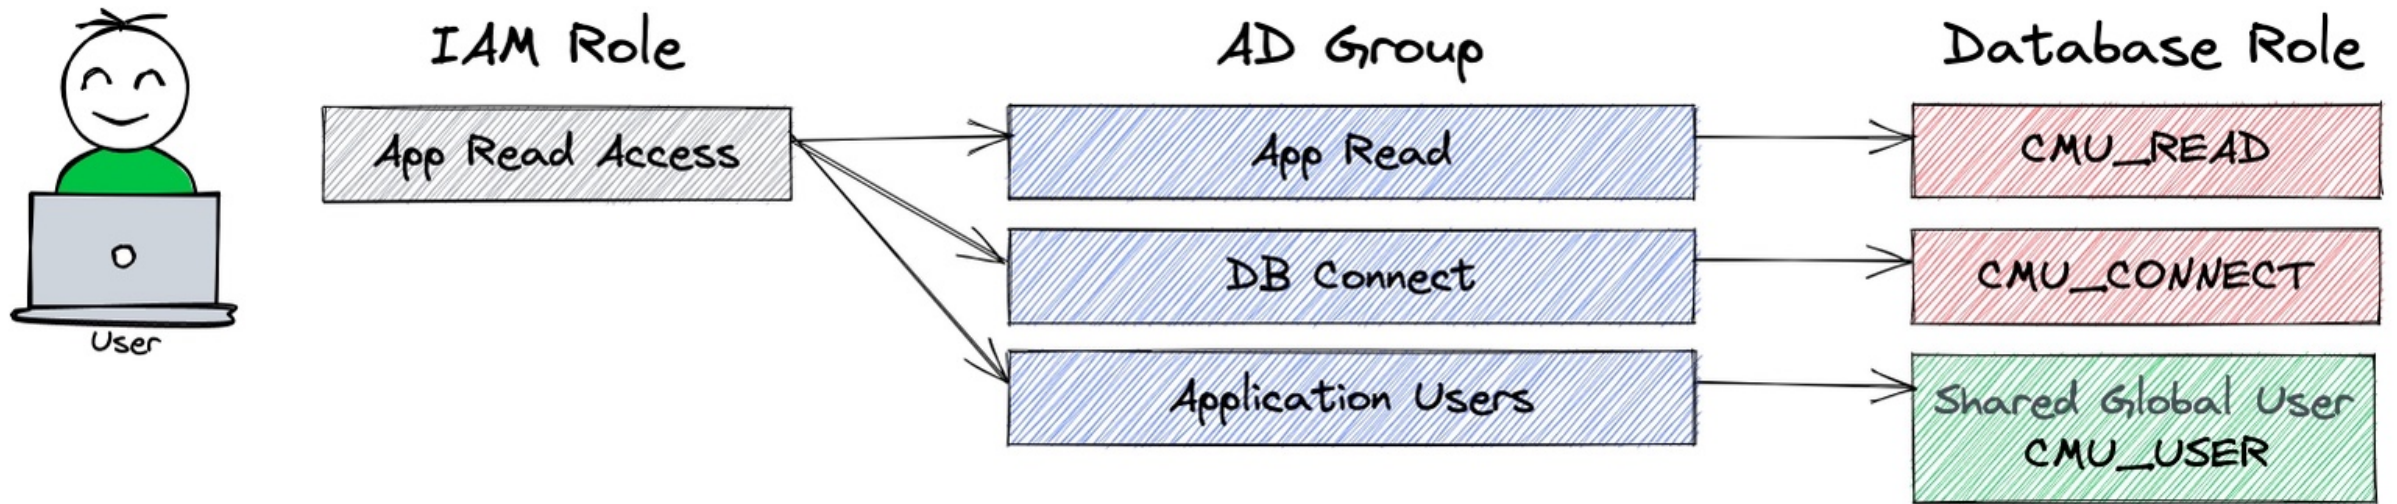 IAM Role
AD Group
Database Role
App Read Access
App Read
CMU_READ
DB Connect
CMU_CONNECT
User
Application Users
Shared Global User
CMU_USER